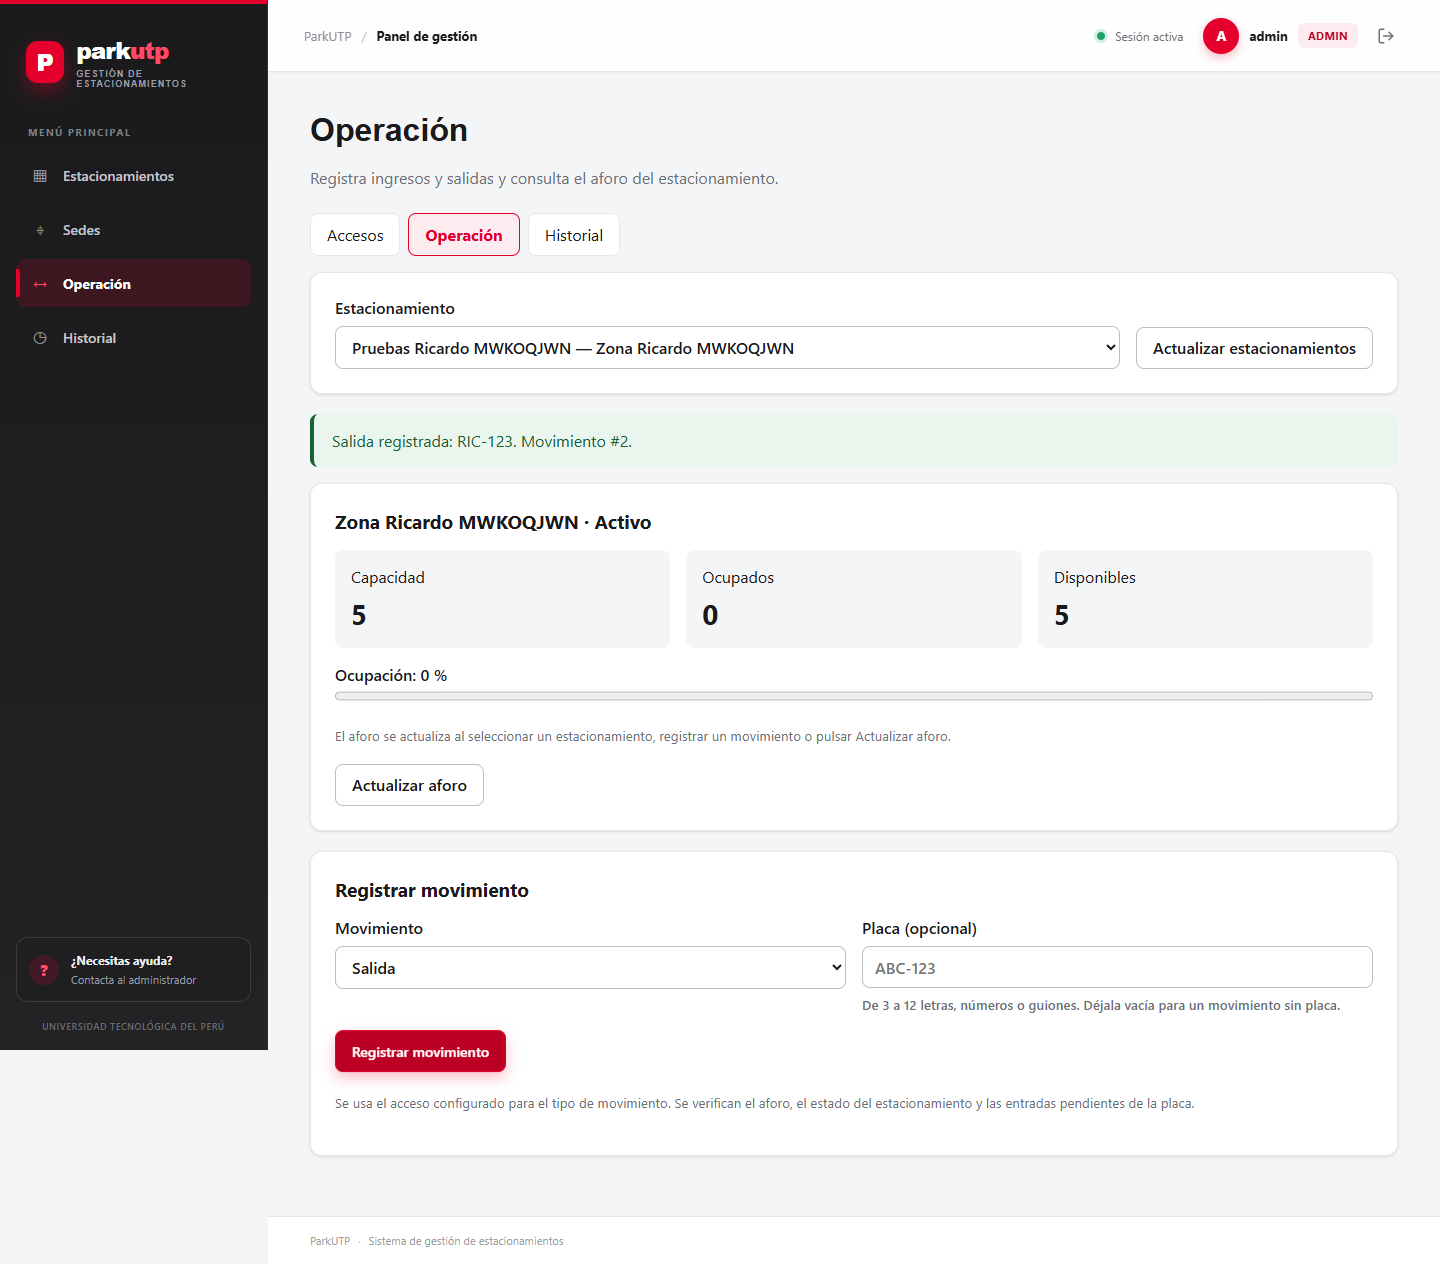 P
parkutp
GESTIÓN DE
ESTACIONAMIENTOS
MENÚ PRINCIPAL
Estacionamientos
Sedes
Operación
Historial
¿Necesitas ayuda?
Contacta al administrador
?
UNIVERSIDAD TECNOLÓGICA DEL PERÚ
ParkUTP / Panel de gestión
Sesión activa
A
admin
ADMIN
Operación
Registra ingresos y salidas y consulta el aforo del estacionamiento.
Accesos
Operación
Historial
Estacionamiento
Pruebas Ricardo MWKOQJWN — Zona Ricardo MWKOQJWN
Actualizar estacionamientos
Salida registrada: RIC-123. Movimiento #2.
Zona Ricardo MWKOQJWN · Activo
Capacidad
5
Ocupados
0
Disponibles
5
Ocupación: 0 %
El aforo se actualiza al seleccionar un estacionamiento, registrar un movimiento o pulsar Actualizar aforo.
Actualizar aforo
Registrar movimiento
Movimiento
Salida
Placa (opcional)
ABC-123
De 3 a 12 letras, números o guiones. Déjala vacía para un movimiento sin placa.
Registrar movimiento
Se usa el acceso configurado para el tipo de movimiento. Se verifican el aforo, el estado del estacionamiento y las entradas pendientes de la placa.
ParkUTP · Sistema de gestión de estacionamientos